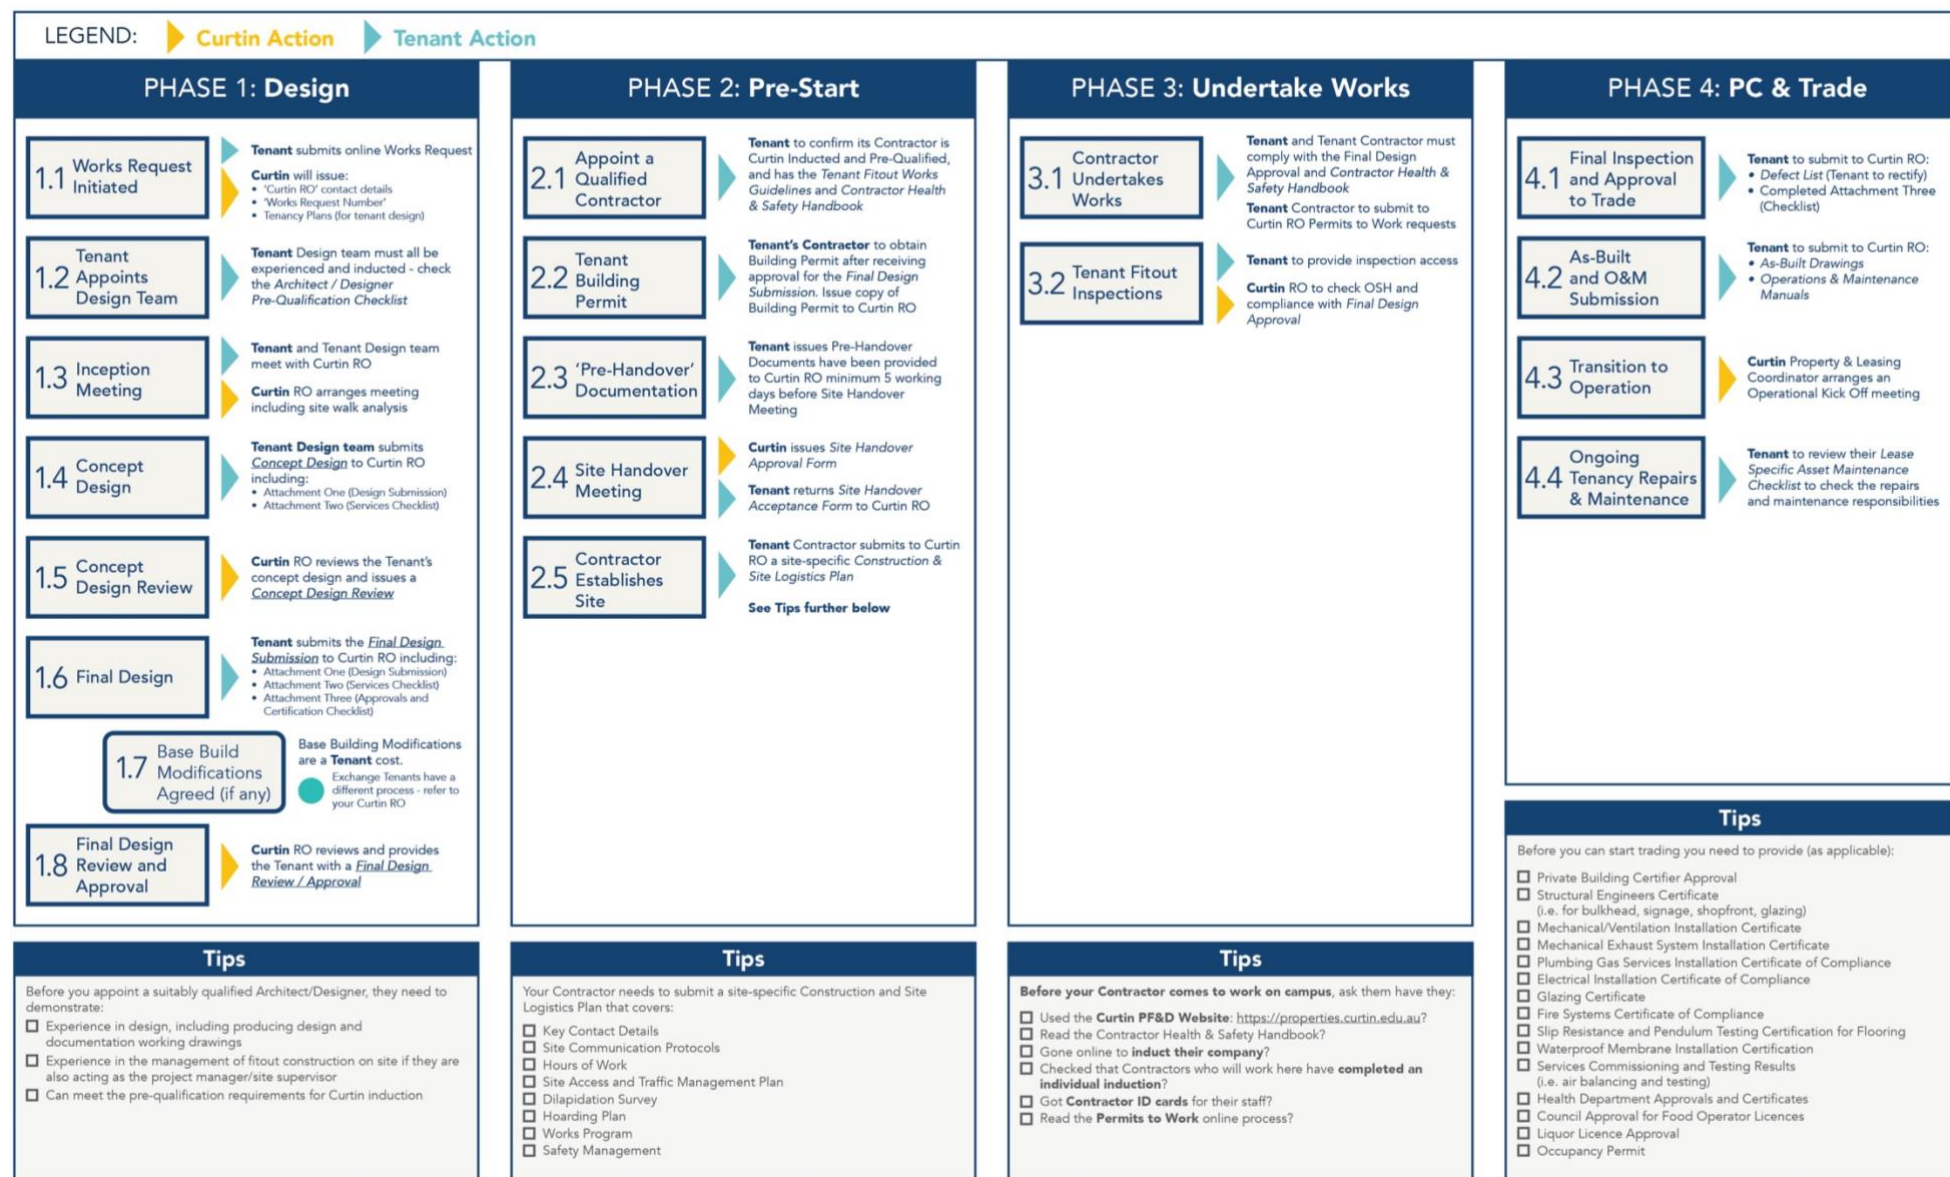 LEGEND: Curtin Action Tenant Action
PHASE 1: Design
1.1 Works Request
Initiated
Tenant submits online Works Request
Curtin will issue:
• 'Curtin RO' contact details
• 'Works Request Number'
• Tenancy Plans (for tenant design)
1.2 Tenant
Appoints
Design Team
Tenant Design team must all be
experienced and inducted - check
the Architect / Designer
Pre-Qualification Checklist
1.3 Inception
Meeting
Tenant and Tenant Design team
meet with Curtin RO
Curtin RO arranges meeting
including site walk analysis
1.4 Concept
Design
Tenant Design team submits
Concept Design to Curtin RO
including:
• Attachment One (Design Submission)
• Attachment Two (Services Checklist)
1.5 Concept
Design Review
Curtin RO reviews the Tenant's
concept design and issues a
Concept Design Review
1.6 Final Design
Tenant submits the Final Design
Submission to Curtin RO including:
• Attachment One (Design Submission)
• Attachment Two (Services Checklist)
• Attachment Three (Approvals and
Certification Checklist)
1.7 Base Build
Modifications
Agreed (if any)
Base Building Modifications
are a Tenant cost.
Exchange Tenants have a
different process - refer to
your Curtin RO
1.8 Final Design
Review and
Approval
Curtin RO reviews and provides
the Tenant with a Final Design
Review / Approval
Tips
Before you appoint a suitably qualified Architect/Designer, they need to
demonstrate:
Experience in design, including producing design and
documentation working drawings
Experience in the management of fitout construction on site if they are
also acting as the project manager/site supervisor
Can meet the pre-qualification requirements for Curtin induction
PHASE 2: Pre-Start
2.1 Appoint a
Qualified
Contractor
Tenant to confirm its Contractor is
Curtin Inducted and Pre-Qualified,
and has the Tenant Fitout Works
Guidelines and Contractor Health
& Safety Handbook
2.2 Tenant
Building
Permit
Tenant's Contractor to obtain
Building Permit after receiving
approval for the Final Design
Submission. Issue copy of
Building Permit to Curtin RO
2.3 'Pre-Handover'
Documentation
Tenant issues Pre-Handover
Documents have been provided
to Curtin RO minimum 5 working
days before Site Handover
Meeting
2.4 Site Handover
Meeting
Curtin issues Site Handover
Approval Form
Tenant returns Site Handover
Acceptance Form to Curtin RO
2.5 Contractor
Establishes
Site
Tenant Contractor submits to Curtin
RO a site-specific Construction &
Site Logistics Plan
See Tips further below
Tips
Your Contractor needs to submit a site-specific Construction and Site
Logistics Plan that covers:
Key Contact Details
Site Communication Protocols
Hours of Work
Site Access and Traffic Management Plan
Dilapidation Survey
Hoarding Plan
Works Program
Safety Management
PHASE 3: Undertake Works
3.1 Contractor
Undertakes
Works
Tenant and Tenant Contractor must
comply with the Final Design
Approval and Contractor Health &
Safety Handbook
Tenant Contractor to submit to
Curtin RO Permits to Work requests
3.2 Tenant Fitout
Inspections
Tenant to provide inspection access
Curtin RO to check OSH and
compliance with Final Design
Approval
Tips
Before your Contractor comes to work on campus, ask them have they:
Used the Curtin PF&D Website: https://properties.curtin.edu.au?
Read the Contractor Health & Safety Handbook?
Gone online to induct their company?
Checked that Contractors who will work here have completed an
individual induction?
Got Contractor ID cards for their staff?
Read the Permits to Work online process?
PHASE 4: PC & Trade
4.1 Final Inspection
and Approval
to Trade
Tenant to submit to Curtin RO:
• Defect List (Tenant to rectify)
• Completed Attachment Three
(Checklist)
4.2 As-Built
and O&M
Submission
Tenant to submit to Curtin RO:
• As-Built Drawings
• Operations & Maintenance
Manuals
4.3 Transition to
Operation
Curtin Property & Leasing
Coordinator arranges an
Operational Kick Off meeting
4.4 Ongoing
Tenancy Repairs
& Maintenance
Tenant to review their Lease
Specific Asset Maintenance
Checklist to check the repairs
and maintenance responsibilities
Tips
Before you can start trading you need to provide (as applicable):
Private Building Certifier Approval
Structural Engineers Certificate
(i.e. for bulkhead, signage, shopfront, glazing)
Mechanical/Ventilation Installation Certificate
Mechanical Exhaust System Installation Certificate
Plumbing Gas Services Installation Certificate of Compliance
Electrical Installation Certificate of Compliance
Glazing Certificate
Fire Systems Certificate of Compliance
Slip Resistance and Pendulum Testing Certification for Flooring
Waterproof Membrane Installation Certification
Services Commissioning and Testing Results
(i.e. air balancing and testing)
Health Department Approvals and Certificates
Council Approval for Food Operator Licences
Liquor Licence Approval
Occupancy Permit